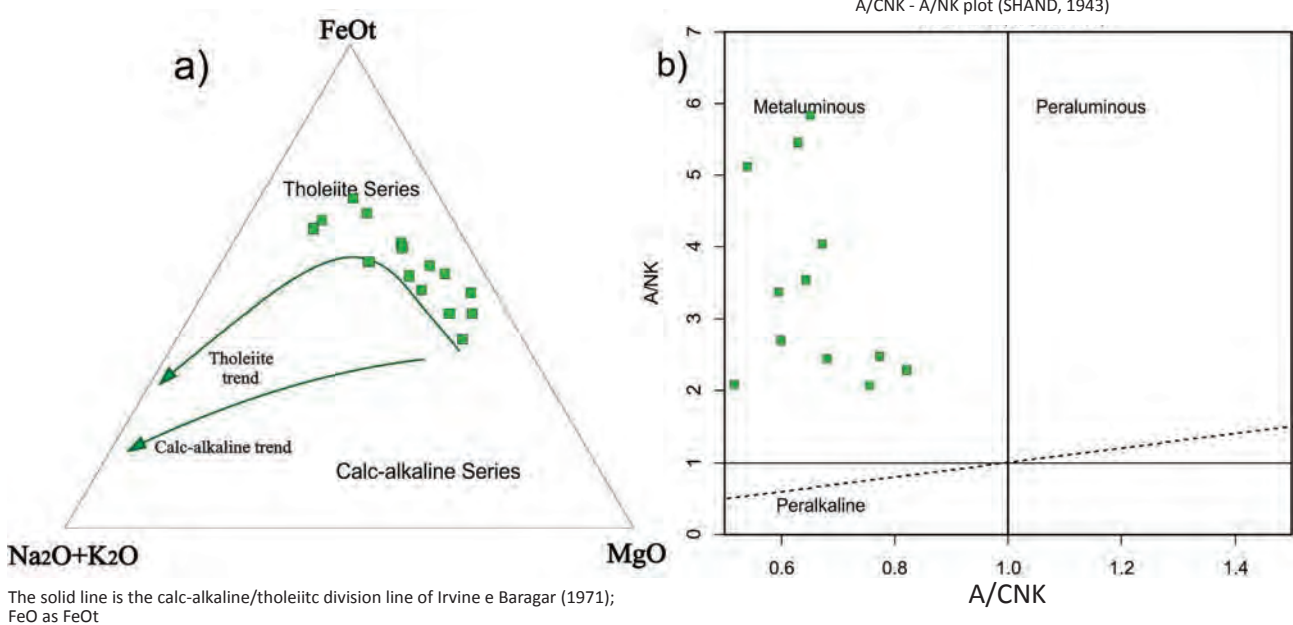 A/CNK - A/NK plot (SHAND, 1943)
a)
FeOt
Tholeiite Series
Tholeiite
trend
Calc-alkaline trend
Calc-alkaline Series
Na2O+K2O
MgO
The solid line is the calc-alkaline/tholeiitc division line of Irvine e Baragar (1971);
FeO as FeOt
b)
7
6
5
4
3
2
1
0
A/NK
Metaluminous
Peraluminous
Peralkaline
0.6
0.8
1.0
1.2
1.4
A/CNK